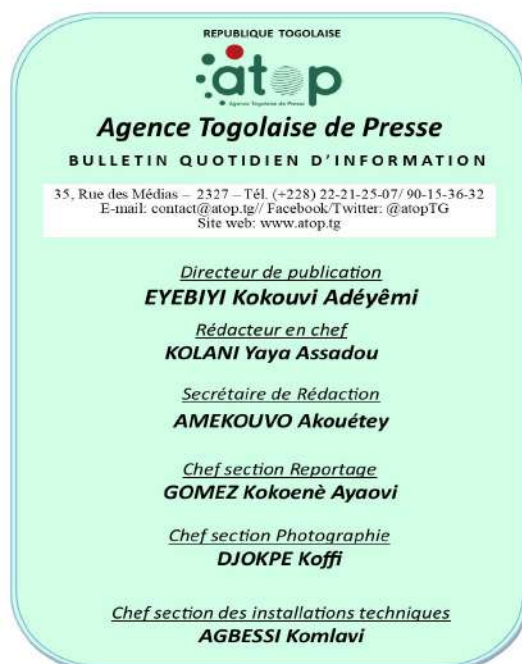 REPUBLIQUE TOGOLAISE
atop
Agence Togolaise de Presse
Agence Togolaise de Presse
BULLETIN QUOTIDIEN D'INFORMATION
35, Rue des Médias – 2327 – Tél. (+228) 22-21-25-07/ 90-15-36-32
E-mail: contact@atop.tg// Facebook/Twitter: @atopTG
Site web: www.atop.tg
Directeur de publication
EYEBIYI Kokouvi Adéyêmi
Rédacteur en chef
KOLANI Yaya Assadou
Secrétaire de Rédaction
AMEKOUVO Akouétey
Chef section Reportage
GOMEZ Kokoenè Ayaovi
Chef section Photographie
DJOKPE Koffi
Chef section des installations techniques
AGBESSI Komlavi